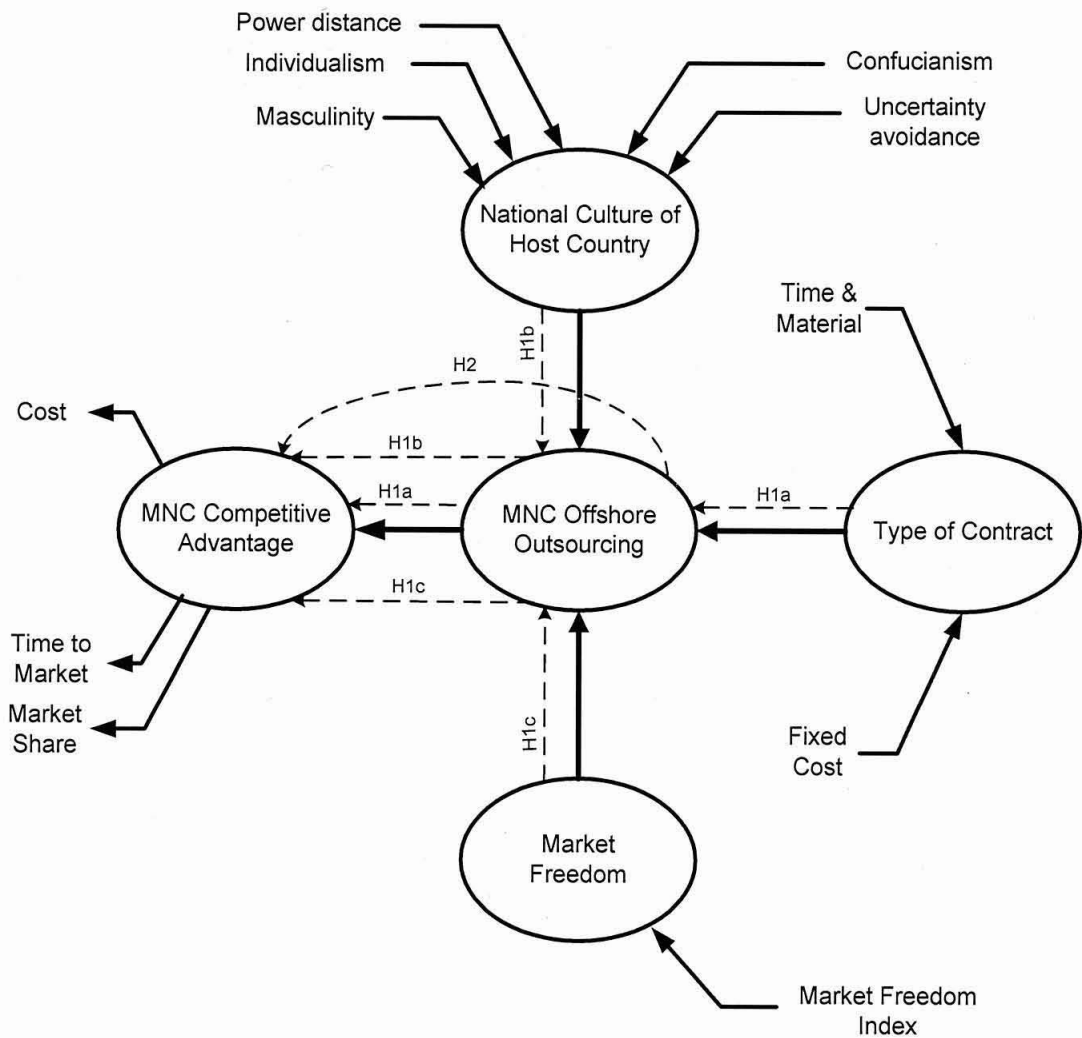 Power distance
Individualism
Masculinity
Confucianism
Uncertainty
avoidance
National Culture of
Host Country
Time &
Material
H1b
H2
Cost
H1b
H1a
H1a
MNC Competitive
Advantage
MNC Offshore
Outsourcing
Type of Contract
H1c
Time to
Market
Market
Share
H1c
Fixed
Cost
Market
Freedom
Market Freedom
Index